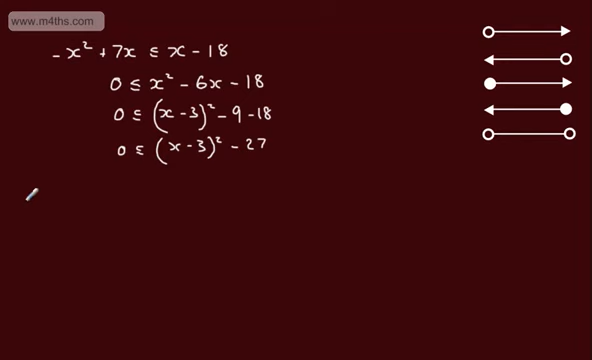 www.m4ths.com
-x² + 7x ≤ x - 18
0 ≤ x² - 6x - 18
0 ≤ (x - 3)² - 9 - 18
0 ≤ (x - 3)² - 27